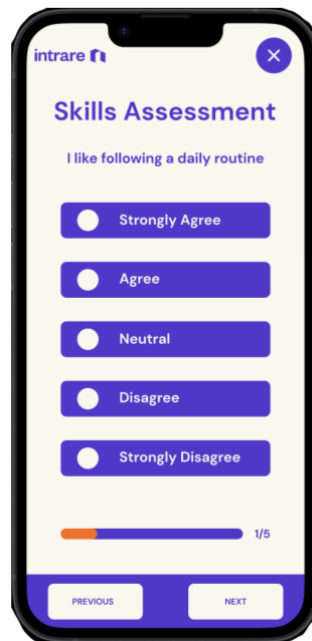 intrare
Skills Assessment
I like following a daily routine
Strongly Agree
Agree
Neutral
Disagree
Strongly Disagree
1/5
PREVIOUS
NEXT